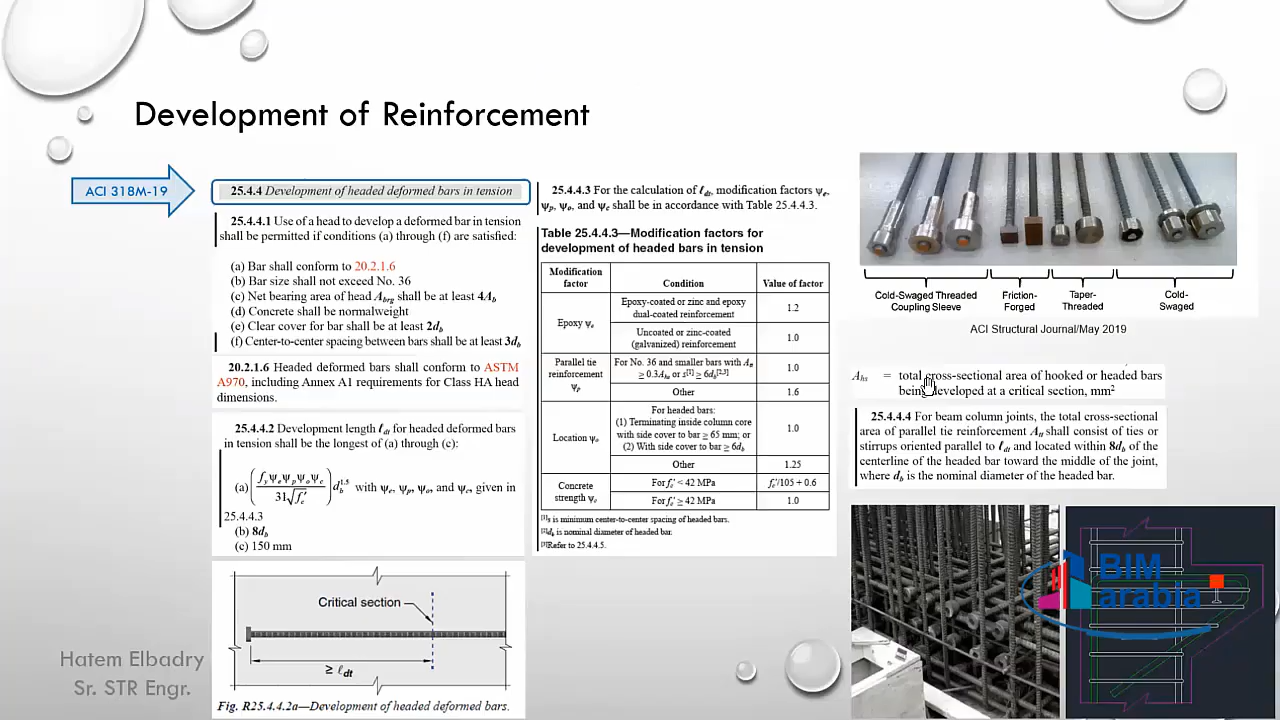 Development of Reinforcement
ACI 318M-19
25.4.4 Development of headed deformed bars in tension
25.4.4.1 Use of a head to develop a deformed bar in tension
shall be permitted if conditions (a) through (f) are satisfied:
(a) Bar shall conform to 20.2.1.6
(b) Bar size shall not exceed No. 36
(c) Net bearing area of head Abrg shall be at least 4Ab
(d) Concrete shall be normalweight
(e) Clear cover for bar shall be at least 2db
(f) Center-to-center spacing between bars shall be at least 3db
20.2.1.6 Headed deformed bars shall conform to ASTM
A970, including Annex A1 requirements for Class HA head
dimensions.
25.4.4.2 Development length ℓdt for headed deformed bars
in tension shall be the longest of (a) through (c):
(a) (fy ψe ψp ψo ψc / 31√fc′) db^1.5 with ψe, ψp, ψo, and ψc, given in
25.4.4.3
(b) 8db
(c) 150 mm
Critical section
≥ ℓdt
Fig. R25.4.4.2a—Development of headed deformed bars.
25.4.4.3 For the calculation of ℓdt, modification factors ψe,
ψp, ψo, and ψc shall be in accordance with Table 25.4.4.3.
Table 25.4.4.3—Modification factors for
development of headed bars in tension
Modification
factor
Condition
Value of factor
Epoxy ψe
Epoxy-coated or zinc and epoxy
dual-coated reinforcement
1.2
Uncoated or zinc-coated
(galvanized) reinforcement
1.0
Parallel tie
reinforcement
ψp
For No. 36 and smaller bars with Att
≥ 0.3Ahs or s[1] ≥ 6db[2,3]
1.0
Other
1.6
Location ψo
For headed bars:
(1) Terminating inside column core
with side cover to bar ≥ 65 mm; or
(2) With side cover to bar ≥ 6db
1.0
Other
1.25
Concrete
strength ψc
For fc′ < 42 MPa
fc′/105 + 0.6
For fc′ ≥ 42 MPa
1.0
[1]s is minimum center-to-center spacing of headed bars.
[2]db is nominal diameter of headed bar.
[3]Refer to 25.4.4.5.
Cold-Swaged Threaded
Coupling Sleeve
Friction-
Forged
Taper-
Threaded
Cold-
Swaged
ACI Structural Journal/May 2019
Ahs = total cross-sectional area of hooked or headed bars
being developed at a critical section, mm2
25.4.4.4 For beam column joints, the total cross-sectional
area of parallel tie reinforcement Att shall consist of ties or
stirrups oriented parallel to ℓdt and located within 8db of the
centerline of the headed bar toward the middle of the joint,
where db is the nominal diameter of the headed bar.
BIM
arabia
Hatem Elbadry
Sr. STR Engr.